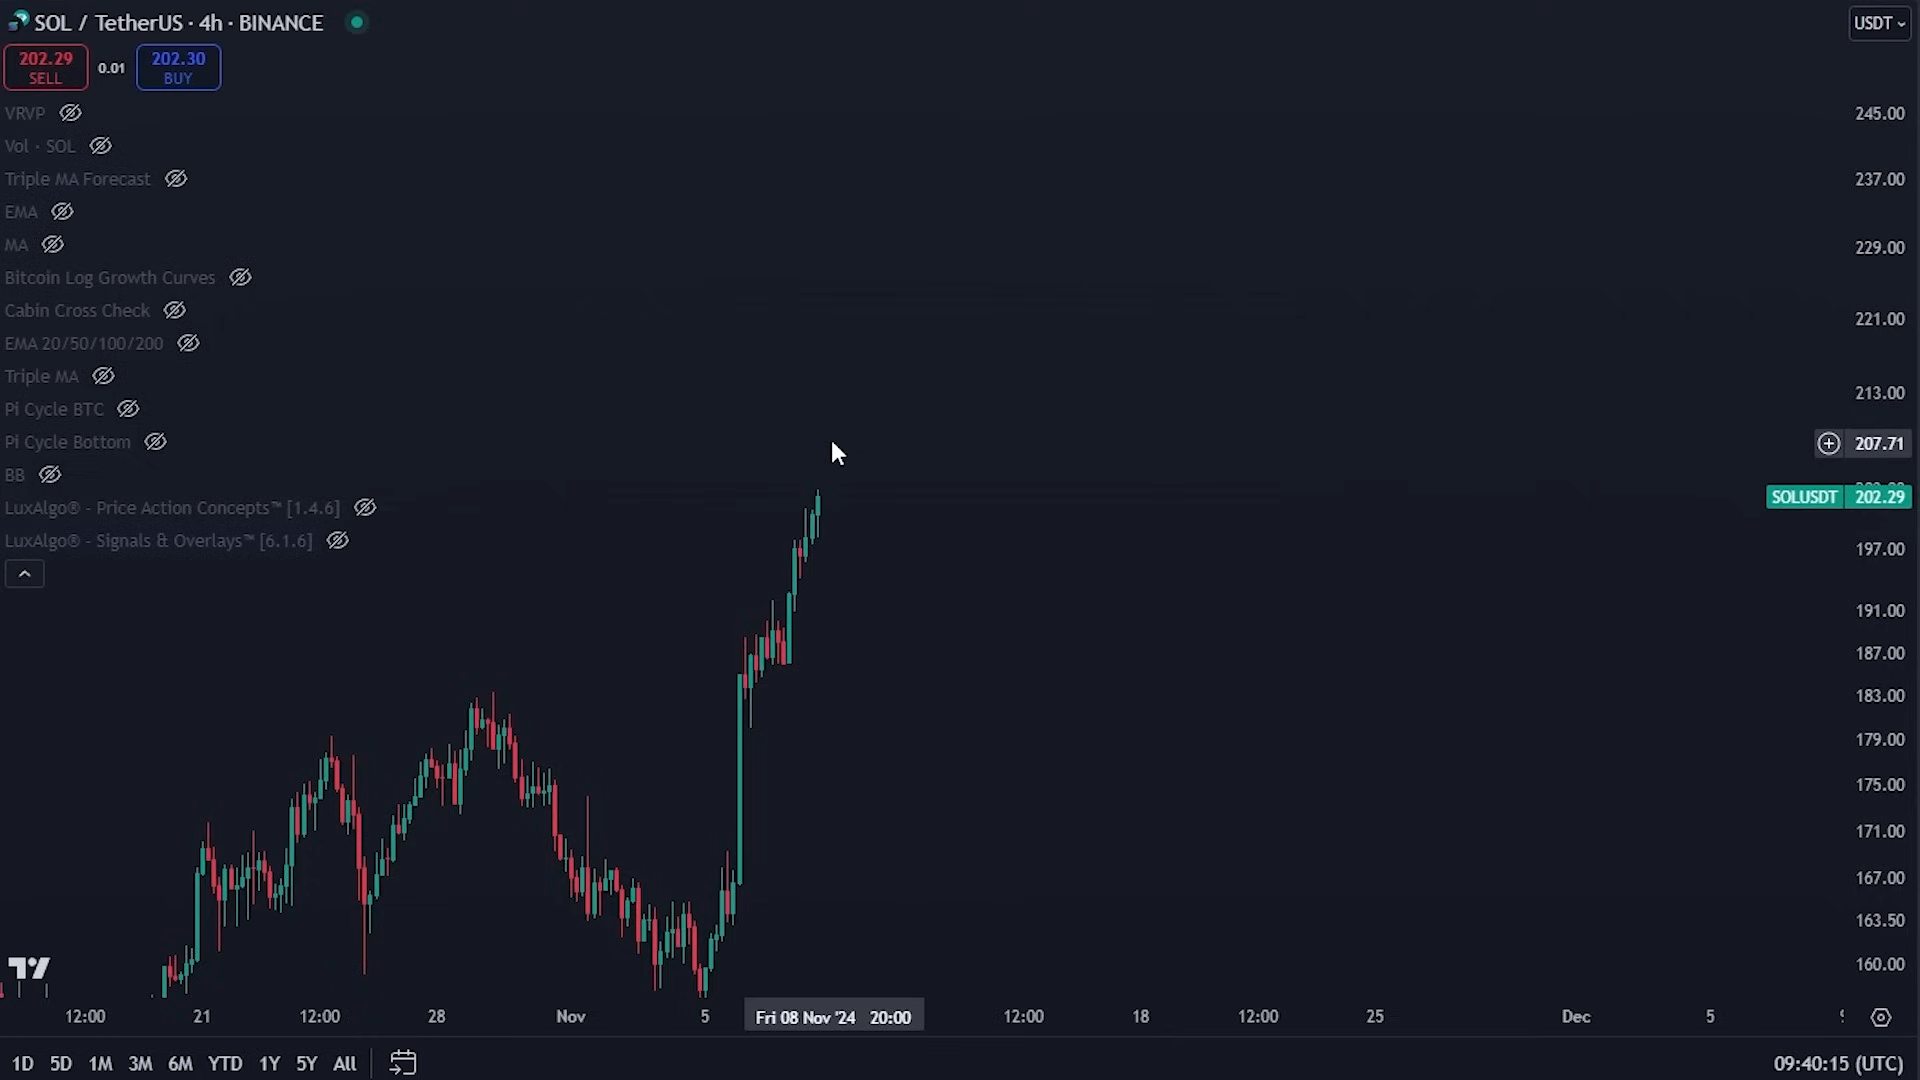 SOL / TetherUS · 4h · BINANCE
USDT
202.29
SELL
0.01
202.30
BUY
VRVP
Vol · SOL
Triple MA Forecast
EMA
MA
Bitcoin Log Growth Curves
Cabin Cross Check
EMA 20/50/100/200
Triple MA
Pi Cycle BTC
Pi Cycle Bottom
BB
LuxAlgo® - Price Action Concepts™ [1.4.6]
LuxAlgo® - Signals & Overlays™ [6.1.6]
245.00
237.00
229.00
221.00
213.00
207.71
SOLUSDT 202.29
197.00
191.00
187.00
183.00
179.00
175.00
171.00
167.00
163.50
160.00
12:00 21 12:00 28 Nov 5 Fri 08 Nov '24 20:00 12:00 18 12:00 25 Dec 5
1D 5D 1M 3M 6M YTD 1Y 5Y All
09:40:15 (UTC)